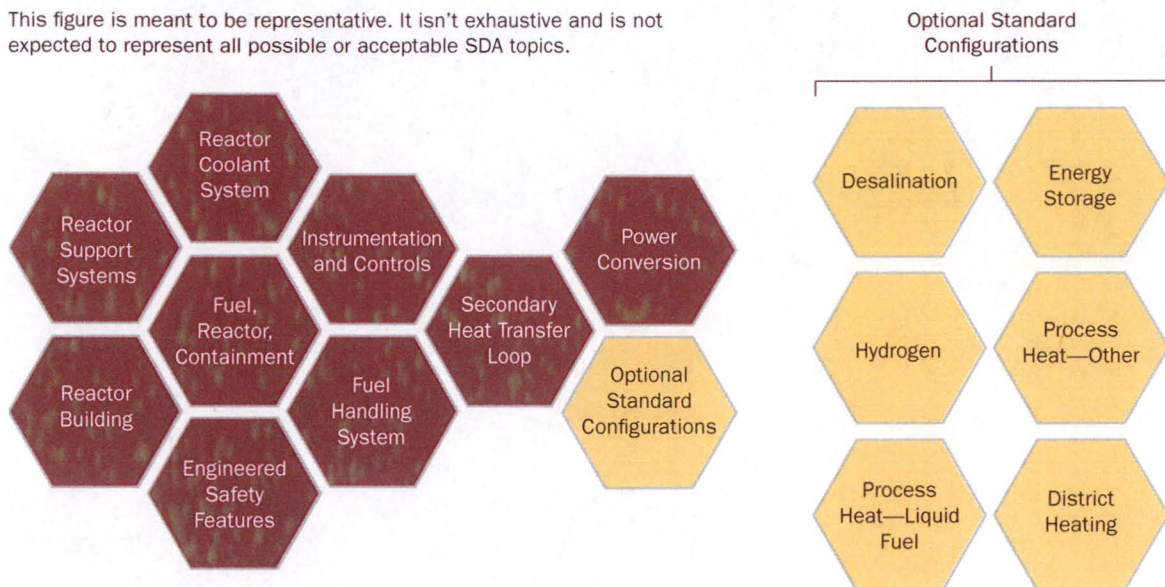 This figure is meant to be representative. It isn't exhaustive and is not
expected to represent all possible or acceptable SDA topics.
Reactor
Coolant
System
Reactor
Support
Systems
Instrumentation
and Controls
Power
Conversion
Fuel,
Reactor,
Containment
Secondary
Heat Transfer
Loop
Reactor
Building
Fuel
Handling
System
Optional
Standard
Configurations
Engineered
Safety
Features
Optional Standard
Configurations
Desalination
Energy
Storage
Hydrogen
Process
Heat—Other
Process
Heat—Liquid
Fuel
District
Heating